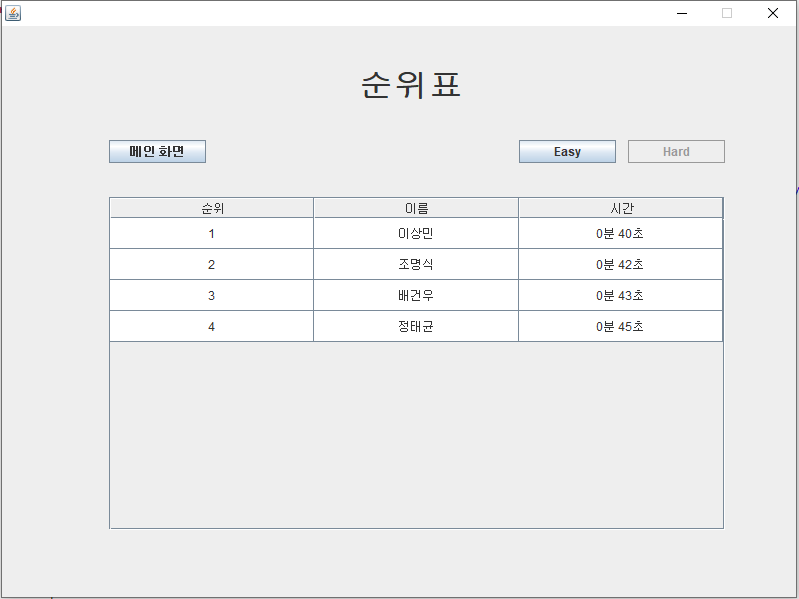 순위표
메인 화면 Easy Hard
순위 이름 시간
1 이상민 0분 40초
2 조명식 0분 42초
3 배건우 0분 43초
4 정태균 0분 45초